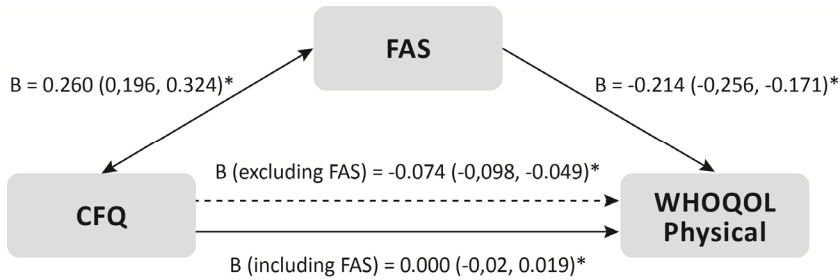 FAS
B = 0.260 (0,196, 0.324)*
B = -0.214 (-0,256, -0.171)*
B (excluding FAS) = -0.074 (-0,098, -0.049)*
CFQ
WHOQOL
Physical
B (including FAS) = 0.000 (-0,02, 0.019)*